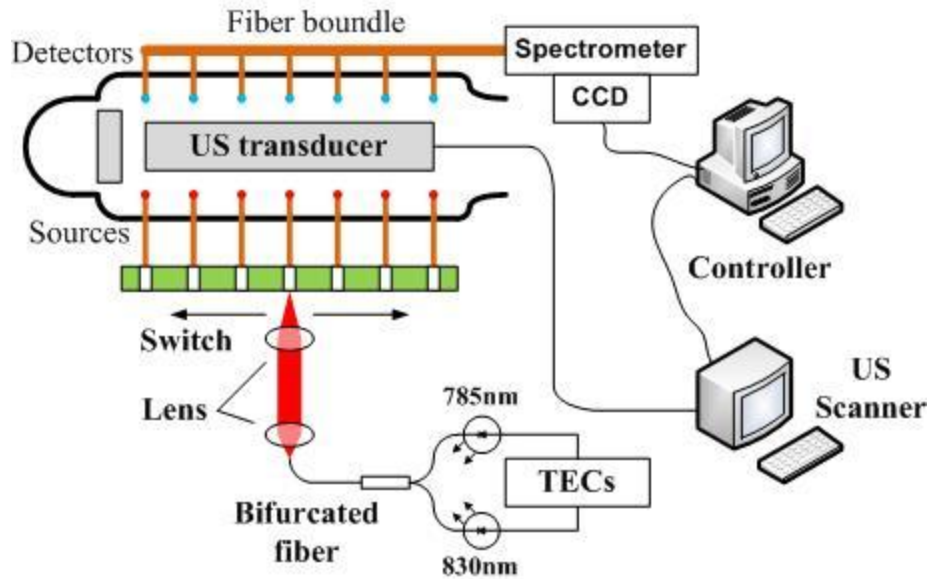 Fiber boundle
Detectors
Spectrometer
CCD
US transducer
Sources
Controller
Switch
Lens
785nm
US
Scanner
TECs
Bifurcated
fiber
830nm